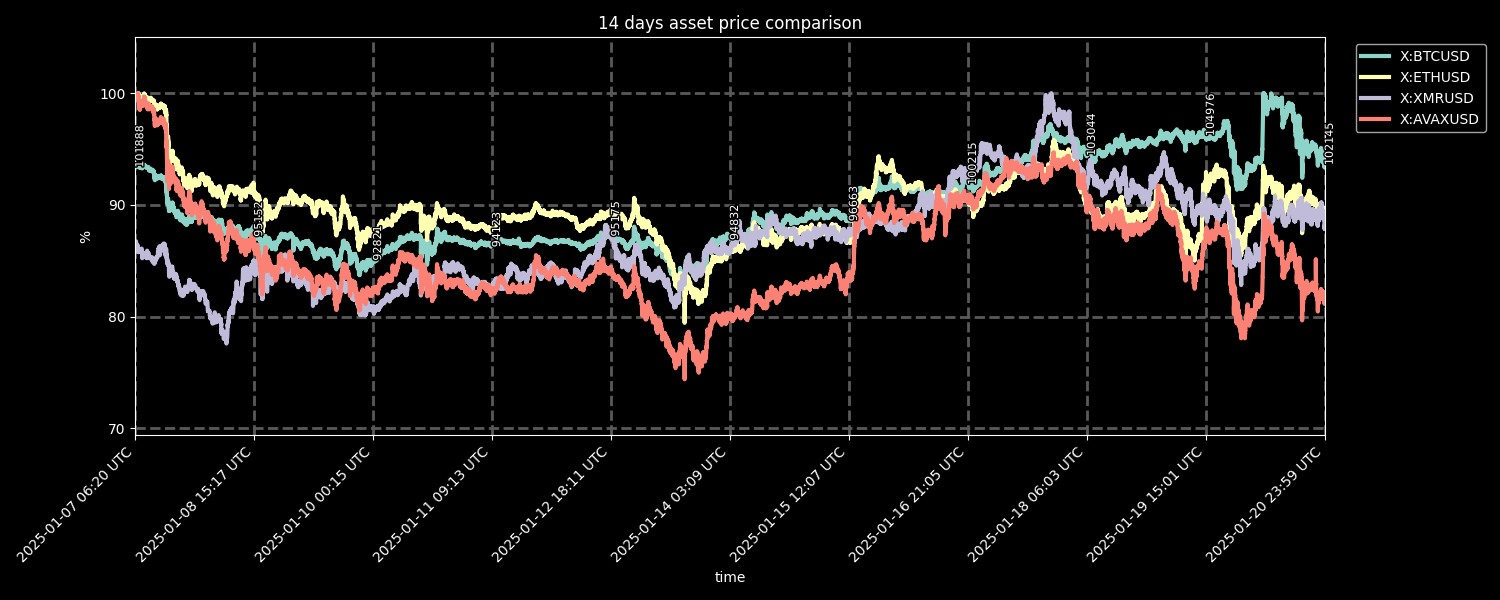 14 days asset price comparison
X:BTCUSD
X:ETHUSD
X:XMRUSD
X:AVAXUSD
100
90
80
70
%
101888
95152
92821
94123
95175
94832
96663
100215
103044
104976
102145
2025-01-07 06:20 UTC
2025-01-08 15:17 UTC
2025-01-10 00:15 UTC
2025-01-11 09:13 UTC
2025-01-12 18:11 UTC
2025-01-14 03:09 UTC
2025-01-15 12:07 UTC
2025-01-16 21:05 UTC
2025-01-18 06:03 UTC
2025-01-19 15:01 UTC
2025-01-20 23:59 UTC
time